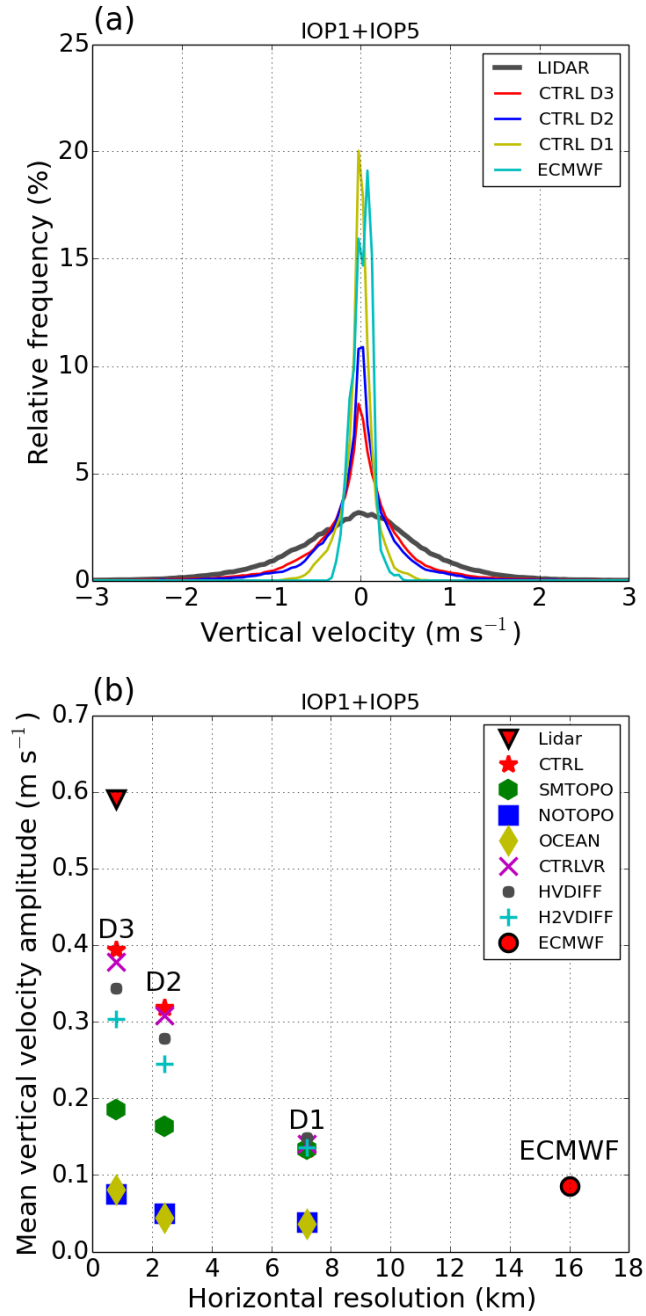 (a)
IOP1+IOP5
25
20
15
10
5
0
Relative frequency (%)
LIDAR
CTRL D3
CTRL D2
CTRL D1
ECMWF
−3 −2 −1 0 1 2 3
Vertical velocity (m s⁻¹)
(b)
IOP1+IOP5
0.7
0.6
0.5
0.4
0.3
0.2
0.1
0.0
Mean vertical velocity amplitude (m s⁻¹)
Lidar
CTRL
SMTOPO
NOTOPO
OCEAN
CTRLVR
HVDIFF
H2VDIFF
ECMWF
D3
D2
D1
ECMWF
0 2 4 6 8 10 12 14 16 18
Horizontal resolution (km)